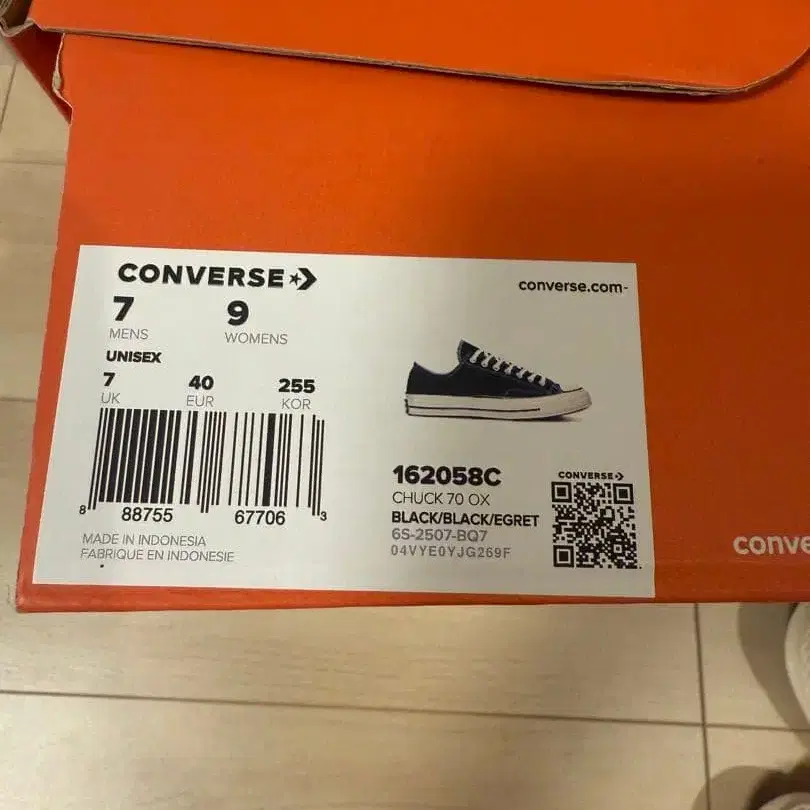 CONVERSE
converse.com
7 9
MENS WOMENS
UNISEX
7 40 255
UK EUR KOR
8 88755 67706 3
MADE IN INDONESIA
FABRIQUE EN INDONESIE
162058C
CHUCK 70 OX
BLACK/BLACK/EGRET
6S-2507-BQ7
04VYE0YJG269F
CONVERSE
conve